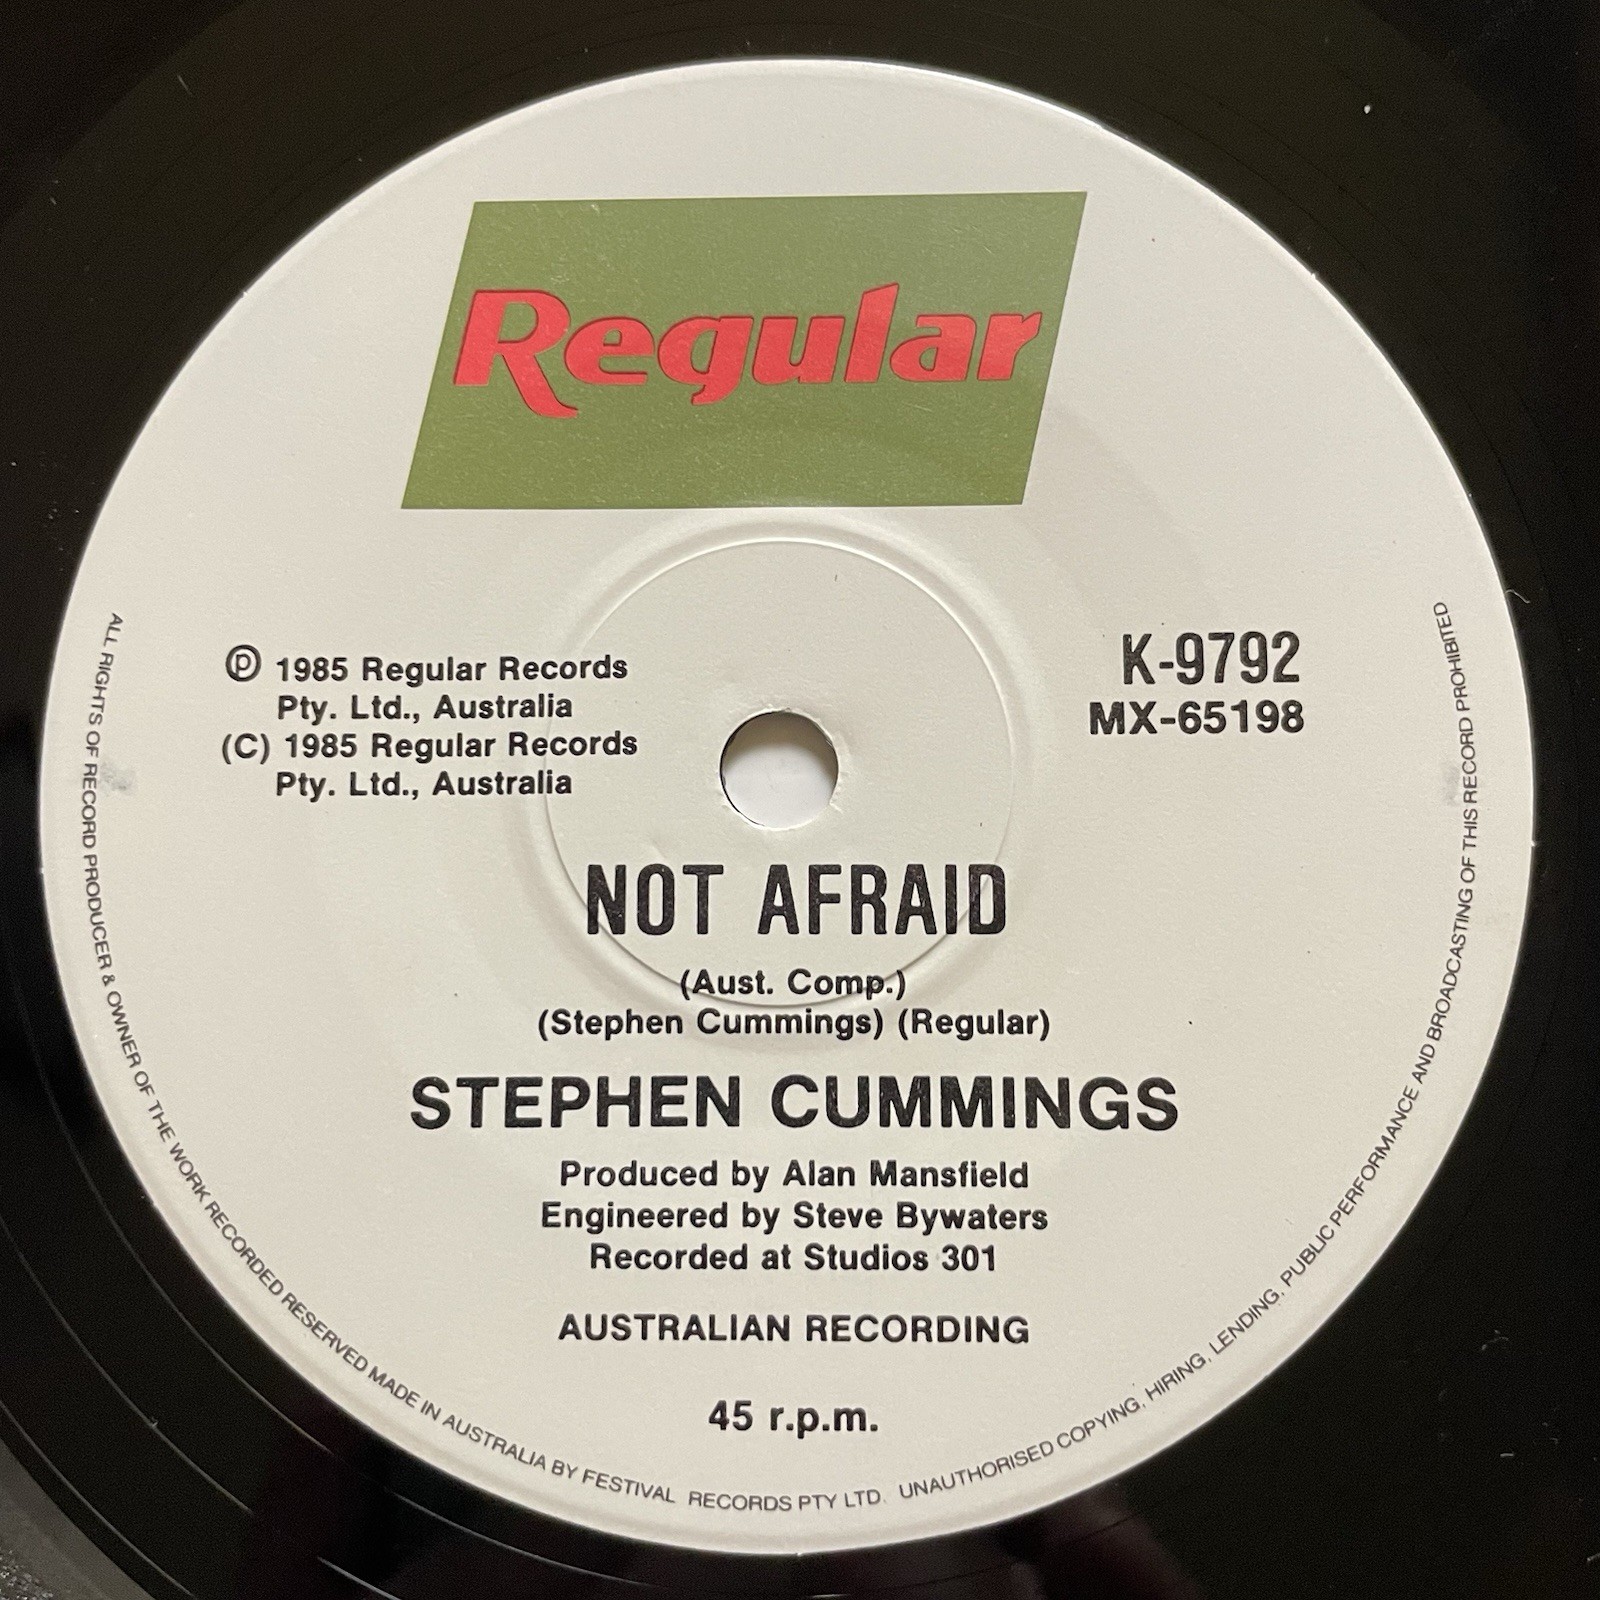 Regular
℗ 1985 Regular Records
Pty. Ltd., Australia
(C) 1985 Regular Records
Pty. Ltd., Australia
K-9792
MX-65198
NOT AFRAID
(Aust. Comp.)
(Stephen Cummings) (Regular)
STEPHEN CUMMINGS
Produced by Alan Mansfield
Engineered by Steve Bywaters
Recorded at Studios 301
AUSTRALIAN RECORDING
45 r.p.m.
ALL RIGHTS OF RECORD PRODUCER & OWNER OF THE WORK RECORDED RESERVED MADE IN AUSTRALIA BY FESTIVAL RECORDS PTY LTD. UNAUTHORISED COPYING, HIRING, LENDING, PUBLIC PERFORMANCE AND BROADCASTING OF THIS RECORD PROHIBITED